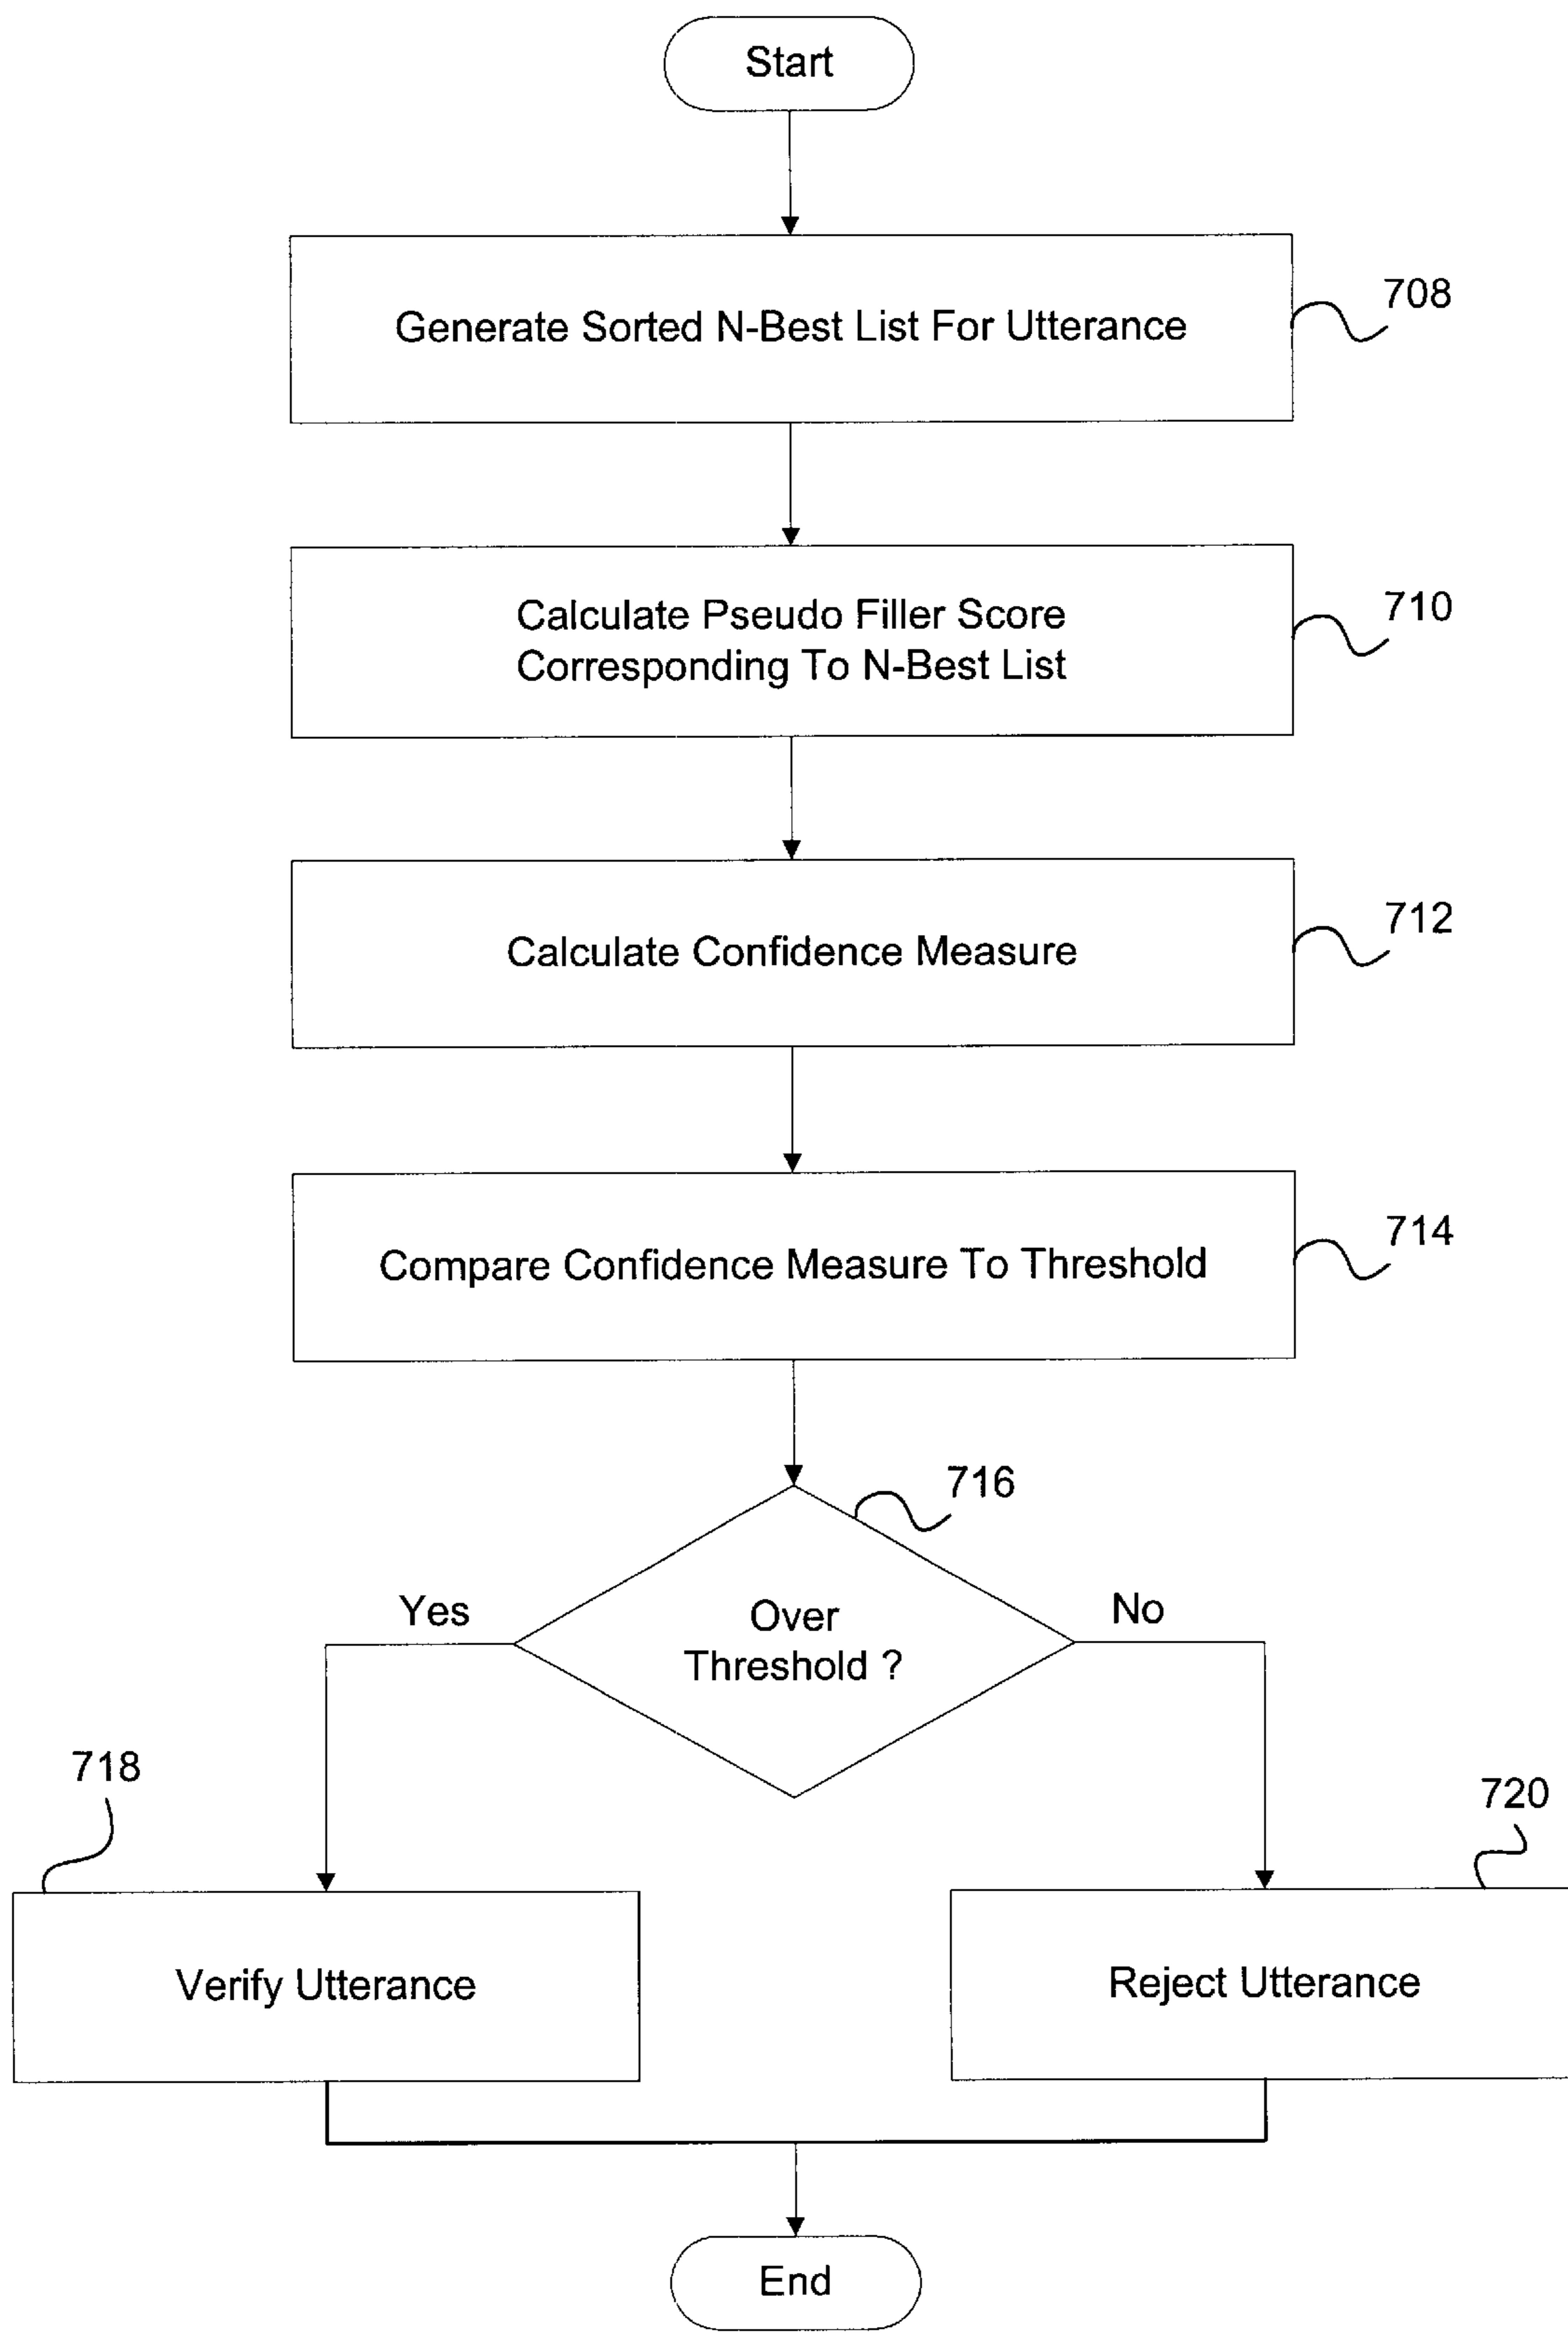 Start
Generate Sorted N-Best List For Utterance
708
Calculate Pseudo Filler Score
Corresponding To N-Best List
710
Calculate Confidence Measure
712
Compare Confidence Measure To Threshold
714
716
Yes
Over
Threshold ?
No
718
720
Verify Utterance
Reject Utterance
End